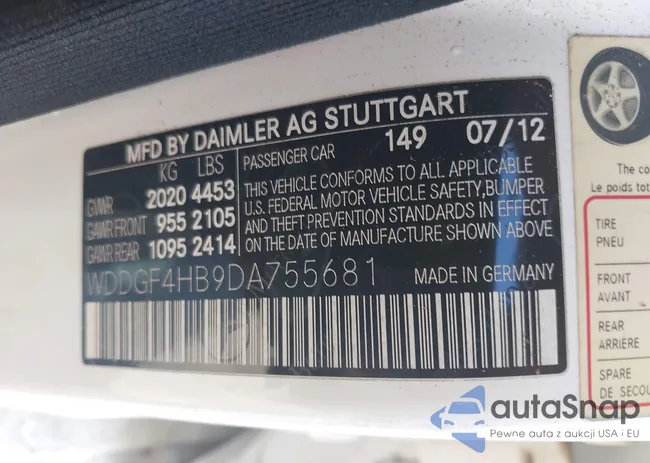 MFD BY DAIMLER AG STUTTGART
KG LBS
GVWR 2020 4453
GAWR FRONT 955 2105
GAWR REAR 1095 2414
PASSENGER CAR 149 07/12
THIS VEHICLE CONFORMS TO ALL APPLICABLE
U.S. FEDERAL MOTOR VEHICLE SAFETY, BUMPER
AND THEFT PREVENTION STANDARDS IN EFFECT
ON THE DATE OF MANUFACTURE SHOWN ABOVE
WDDGF4HB9DA755681
MADE IN GERMANY
The co
Le poids tot
TIRE
PNEU
FRONT
AVANT
REAR
ARRIERE
SPARE
DE SECOU
autaSnap
Pewne auta z aukcji USA i EU